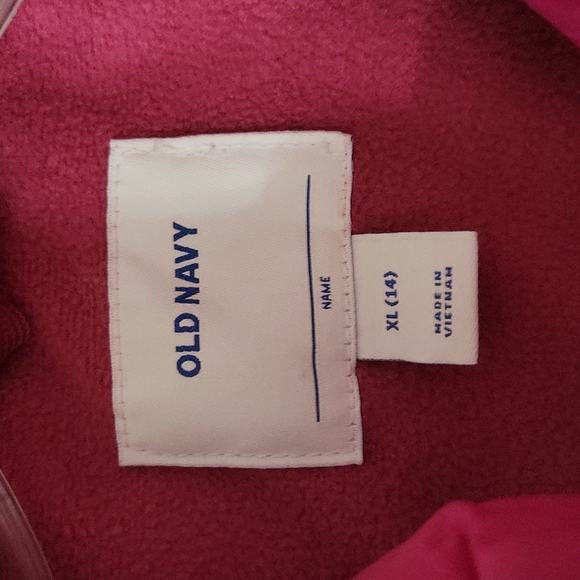 OLD NAVY
NAME
XL (14)
MADE IN
VIETNAM